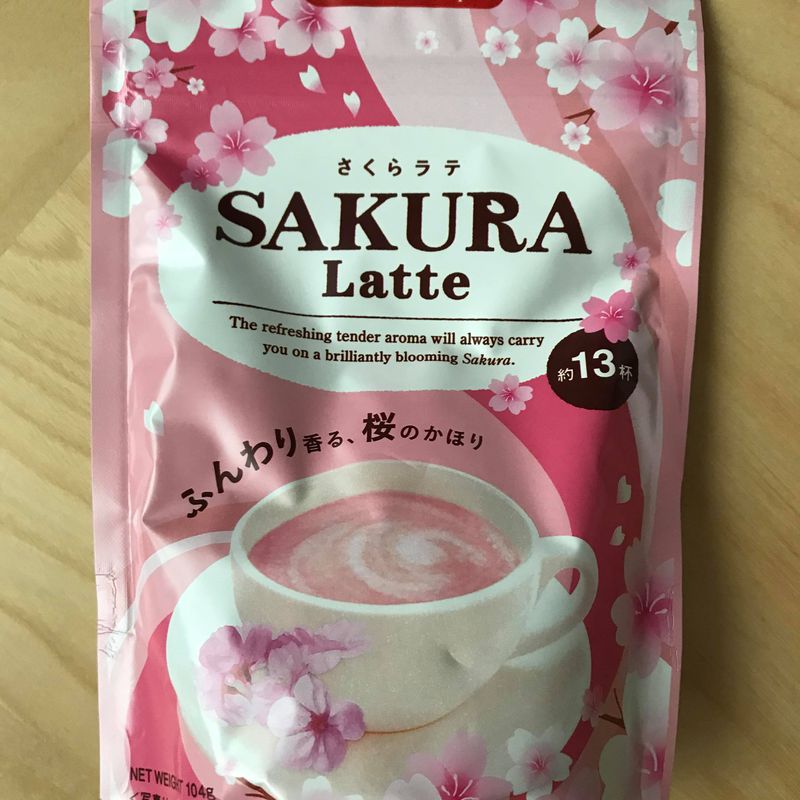 さくらラテ
SAKURA
Latte
The refreshing tender aroma will always carry
you on a brilliantly blooming Sakura.
約13杯
ふんわり香る、桜のかほり
NET WEIGHT 104g